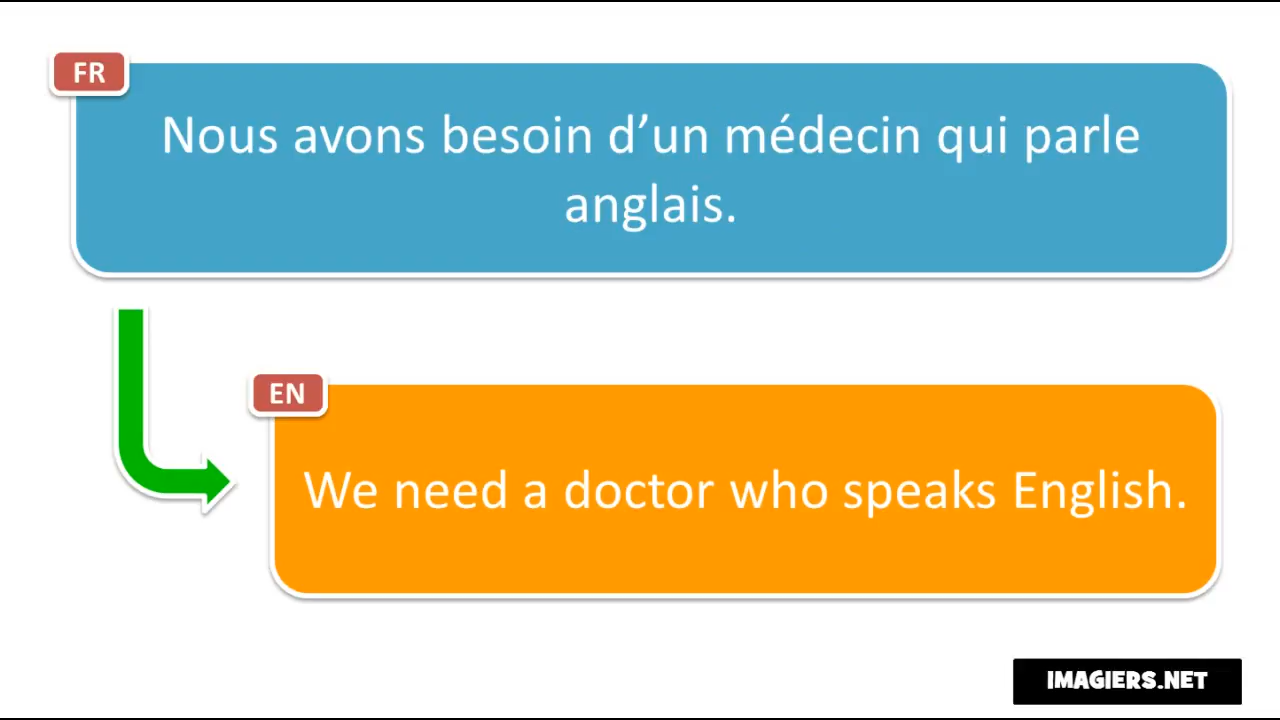 FR
Nous avons besoin d’un médecin qui parle
anglais.
EN
We need a doctor who speaks English.
IMAGIERS.NET